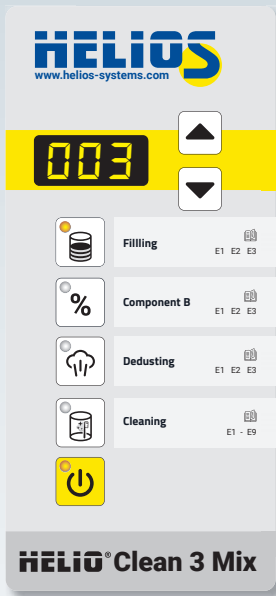 HELIOS
www.helios-systems.com
003
Fillling
E1 E2 E3
%
Component B
E1 E2 E3
Dedusting
E1 E2 E3
Cleaning
E1 - E9
HELIO® Clean 3 Mix